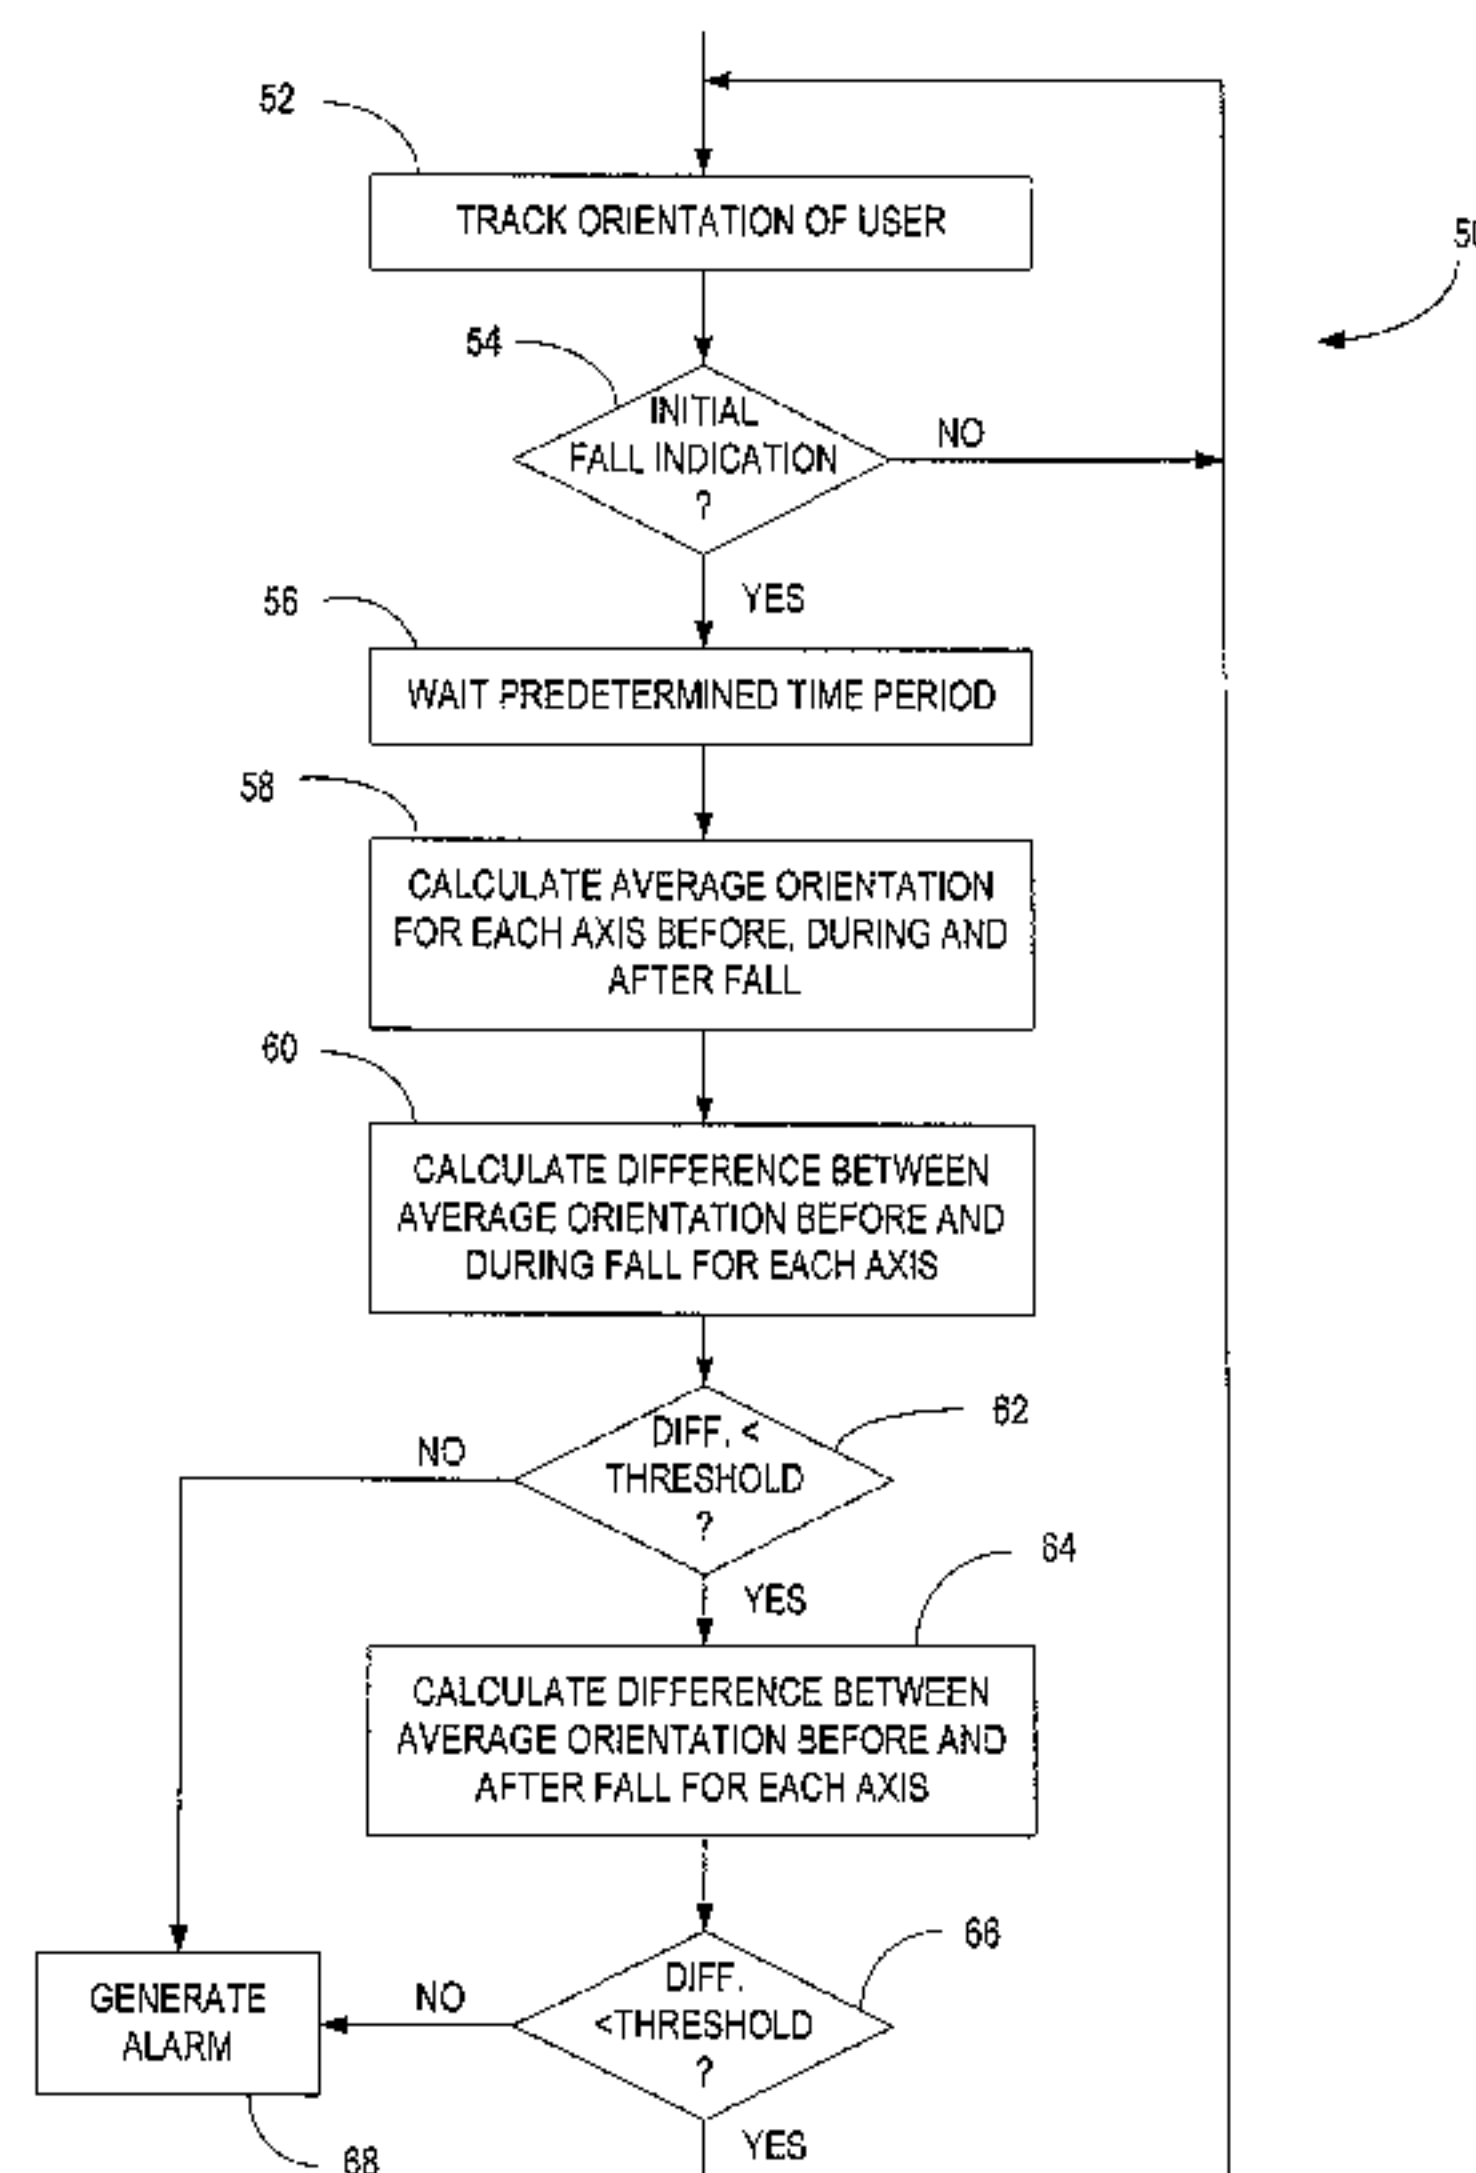 52
TRACK ORIENTATION OF USER
54
INITIAL
FALL INDICATION
?
NO
YES
56
WAIT PREDETERMINED TIME PERIOD
58
CALCULATE AVERAGE ORIENTATION
FOR EACH AXIS BEFORE, DURING AND
AFTER FALL
60
CALCULATE DIFFERENCE BETWEEN
AVERAGE ORIENTATION BEFORE AND
DURING FALL FOR EACH AXIS
62
DIFF. <
THRESHOLD
?
NO
YES
64
CALCULATE DIFFERENCE BETWEEN
AVERAGE ORIENTATION BEFORE AND
AFTER FALL FOR EACH AXIS
66
DIFF.
<THRESHOLD
?
NO
GENERATE
ALARM
YES
68